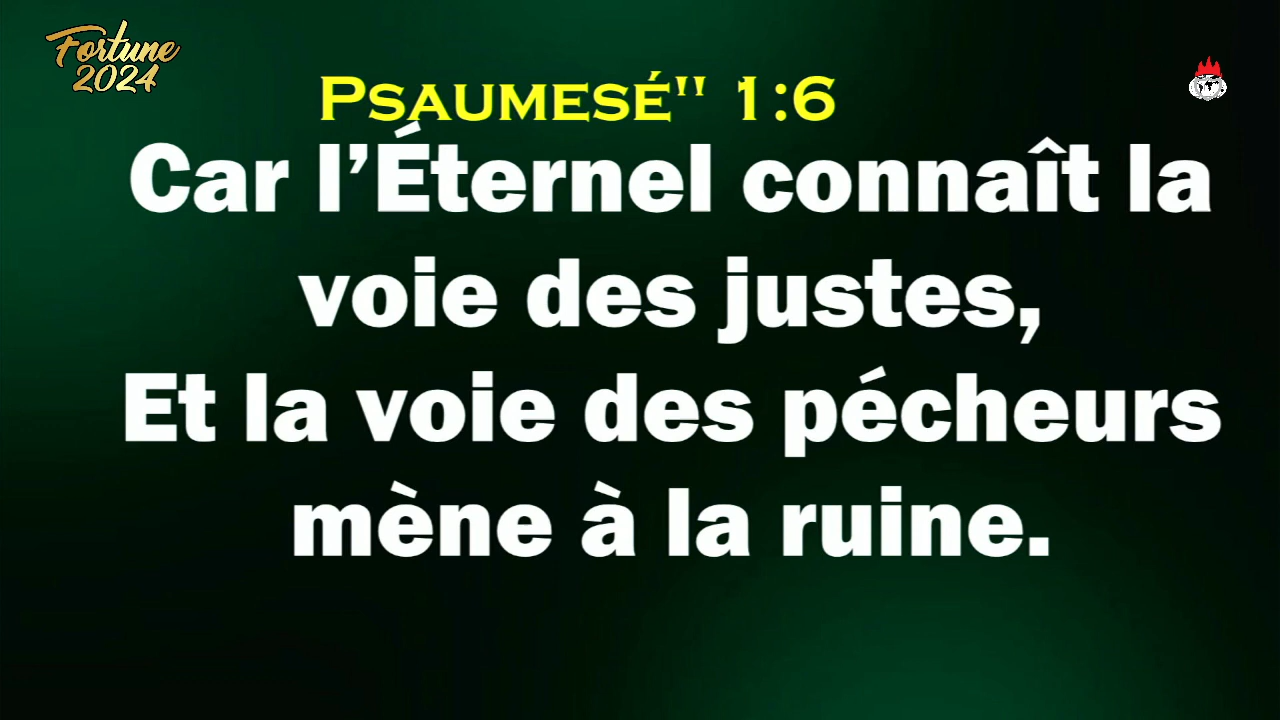 Fortune
2024
Psaumesé'' 1:6
Car l’Éternel connaît la
voie des justes,
Et la voie des pécheurs
mène à la ruine.